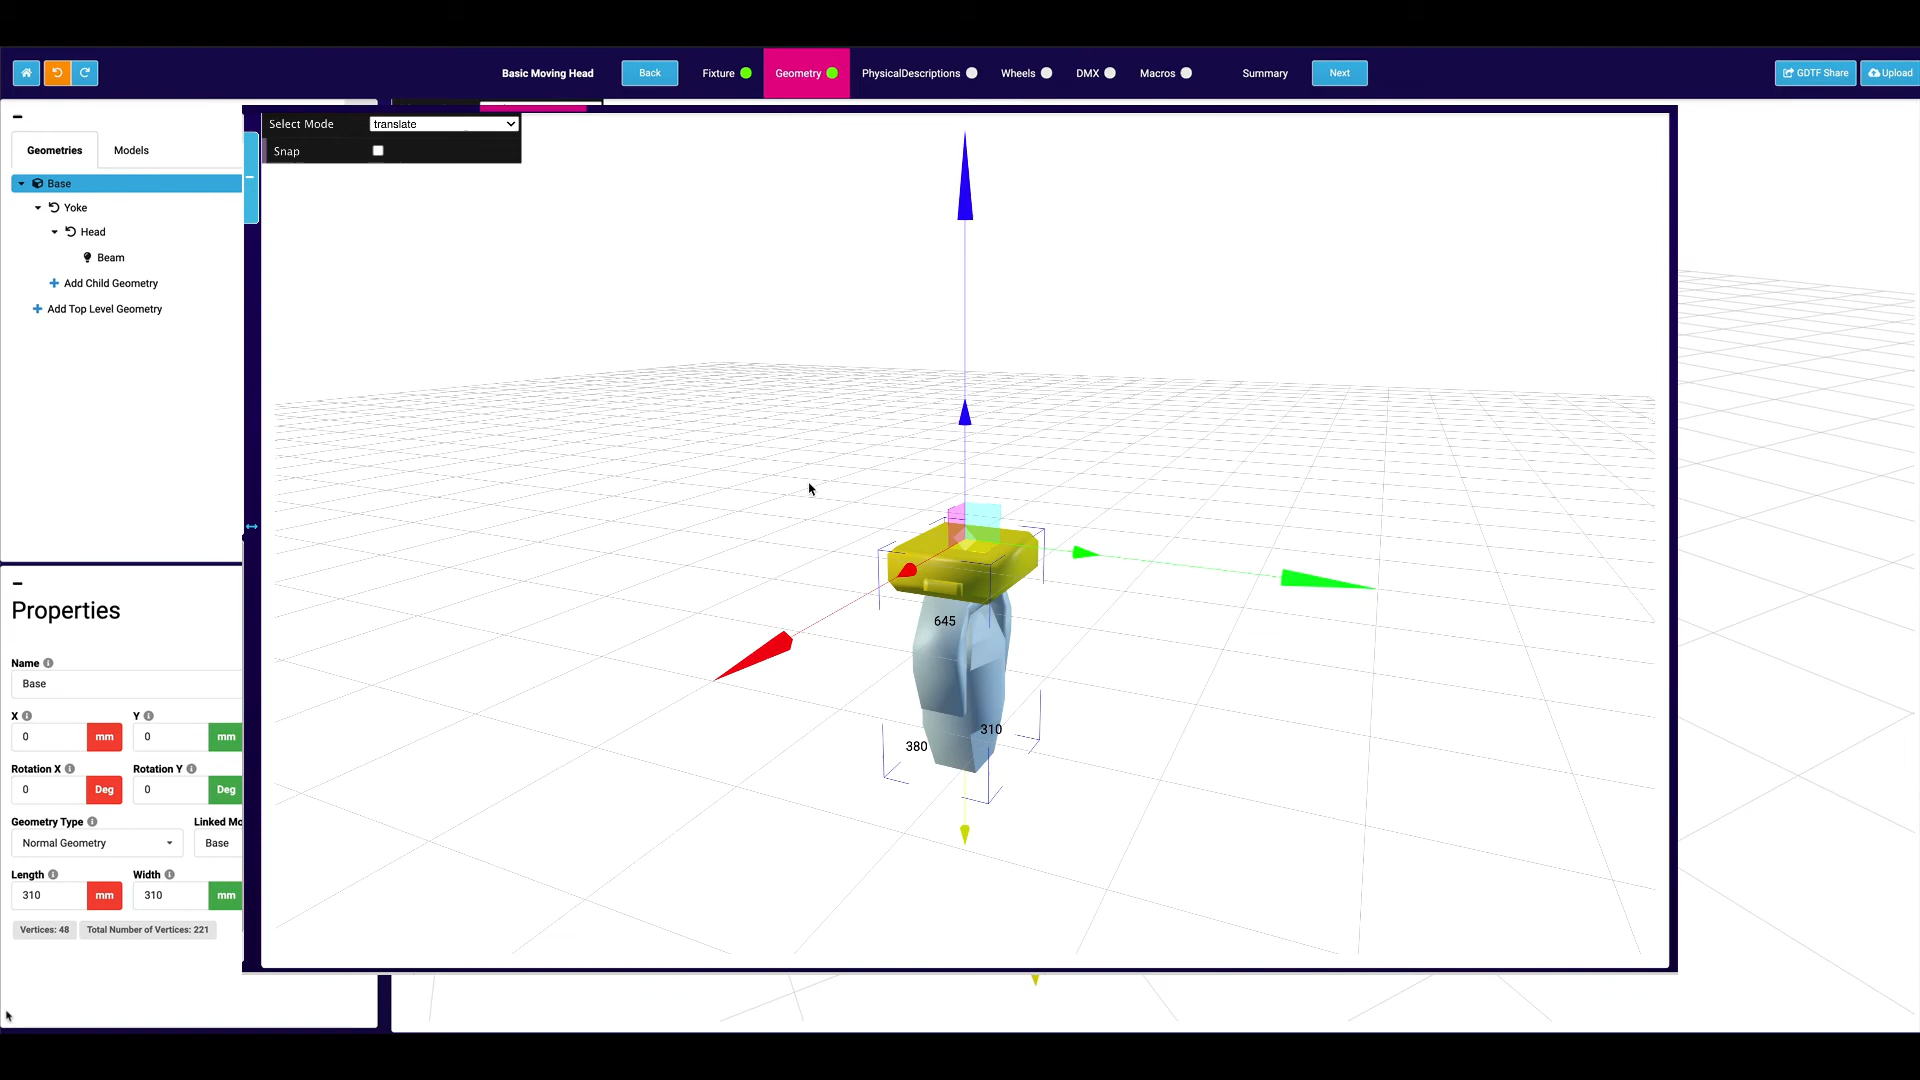 Basic Moving Head
Back
Fixture
Geometry
PhysicalDescriptions
Wheels
DMX
Macros
Summary
Next
GDTF Share
Upload
Select Mode
translate
Snap
Geometries
Models
Base
Yoke
Head
Beam
Add Child Geometry
Add Top Level Geometry
645
310
380
Properties
Name
Base
X
Y
0
mm
0
mm
Rotation X
Rotation Y
0
Deg
0
Deg
Geometry Type
Linked Mo
Normal Geometry
Base
Length
Width
310
mm
310
mm
Vertices: 48
Total Number of Vertices: 221